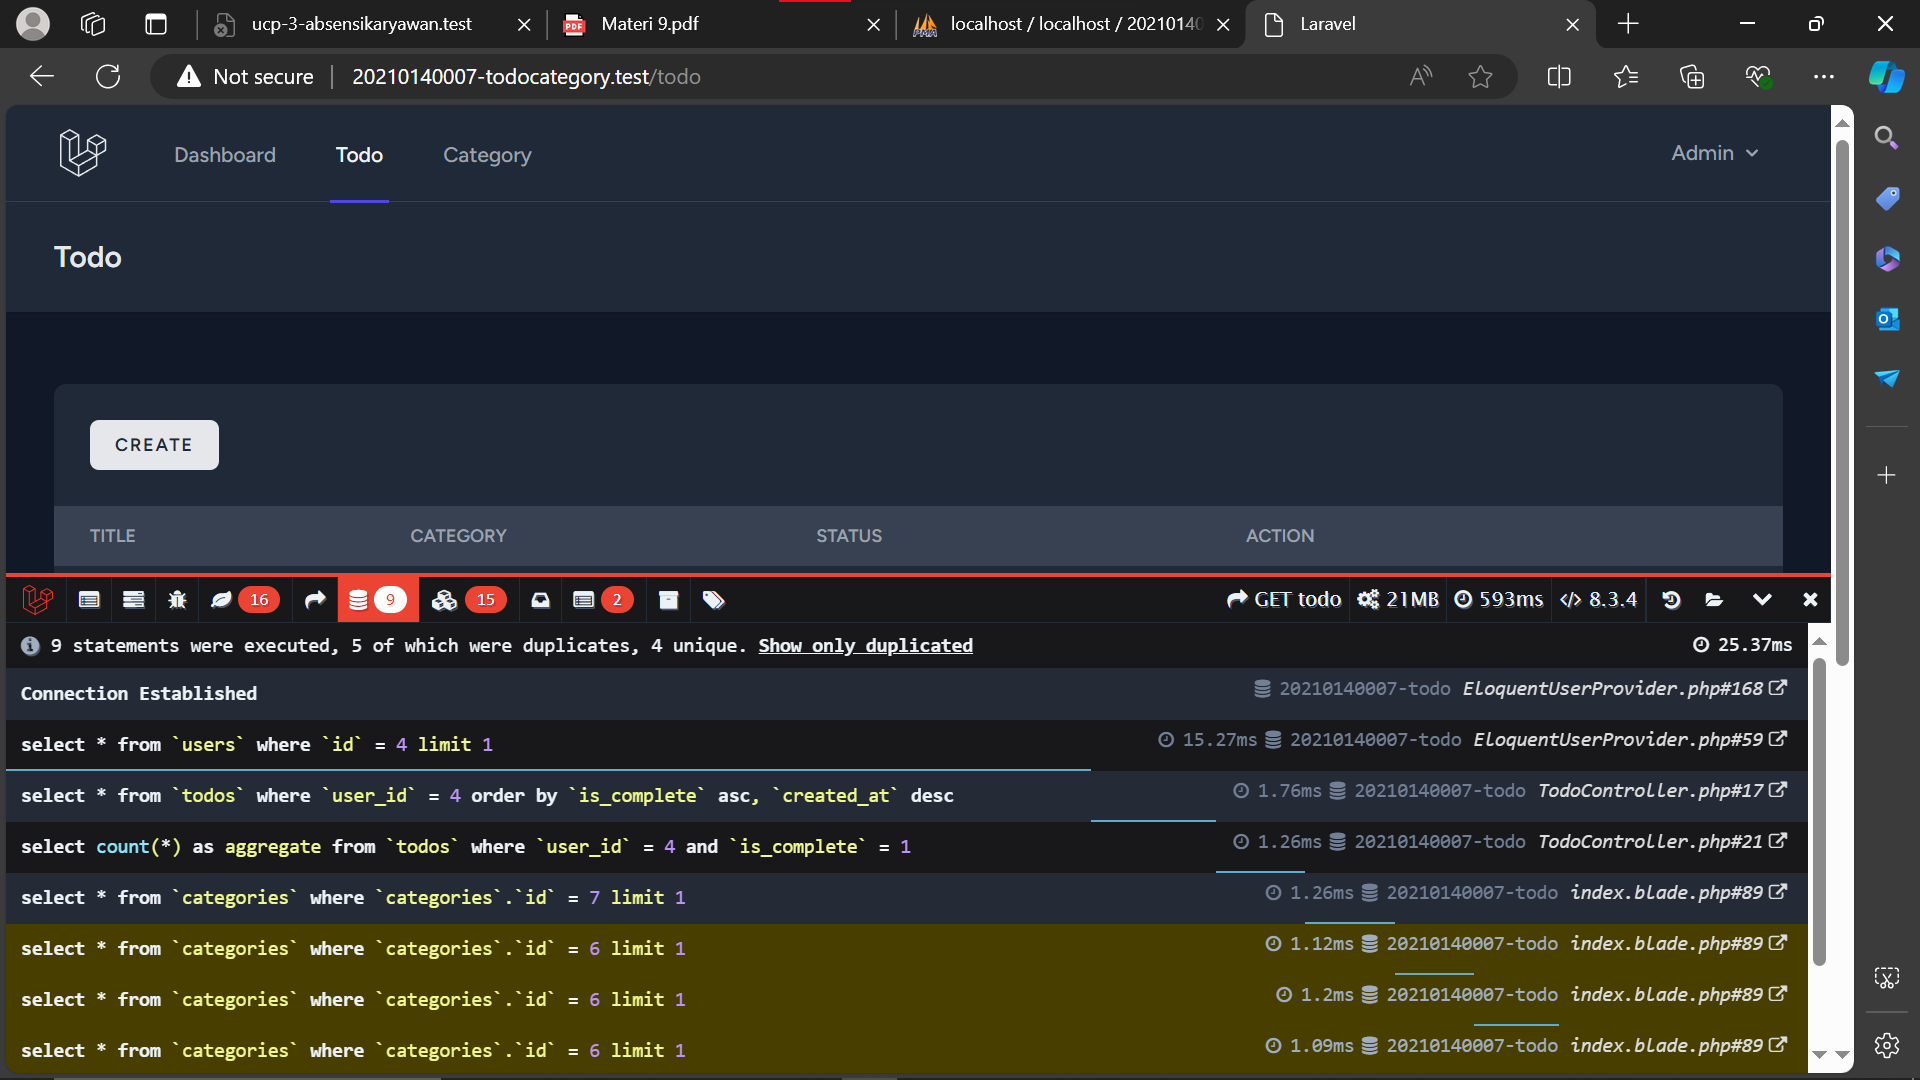 ucp-3-absensikaryawan.test
Materi 9.pdf
localhost / localhost / 20210140
Laravel
Not secure
20210140007-todocategory.test/todo
Dashboard
Todo
Category
Admin
Todo
CREATE
TITLE CATEGORY STATUS ACTION
16 9 15 2 GET todo 21MB 593ms 8.3.4
9 statements were executed, 5 of which were duplicates, 4 unique. Show only duplicated 25.37ms
Connection Established 20210140007-todo EloquentUserProvider.php#168
select * from `users` where `id` = 4 limit 1 15.27ms 20210140007-todo EloquentUserProvider.php#59
select * from `todos` where `user_id` = 4 order by `is_complete` asc, `created_at` desc 1.76ms 20210140007-todo TodoController.php#17
select count(*) as aggregate from `todos` where `user_id` = 4 and `is_complete` = 1 1.26ms 20210140007-todo TodoController.php#21
select * from `categories` where `categories`.`id` = 7 limit 1 1.26ms 20210140007-todo index.blade.php#89
select * from `categories` where `categories`.`id` = 6 limit 1 1.12ms 20210140007-todo index.blade.php#89
select * from `categories` where `categories`.`id` = 6 limit 1 1.2ms 20210140007-todo index.blade.php#89
select * from `categories` where `categories`.`id` = 6 limit 1 1.09ms 20210140007-todo index.blade.php#89